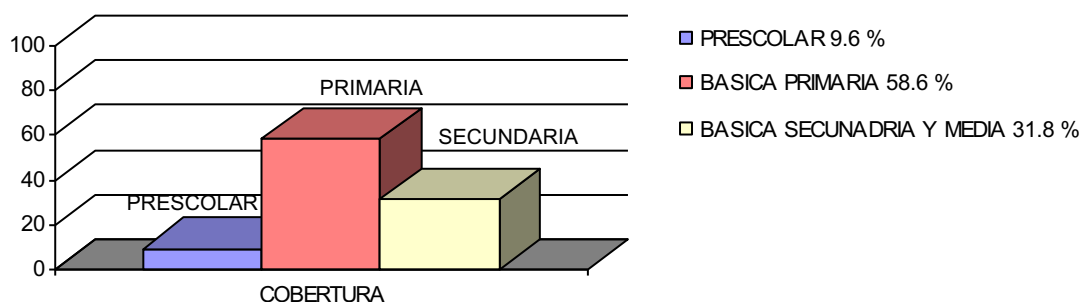 100
80
60
40
20
0
PRIMARIA
SECUNDARIA
PRESCOLAR
COBERTURA
PRESCOLAR 9.6 %
BASICA PRIMARIA 58.6 %
BASICA SECUNADRIA Y MEDIA 31.8 %